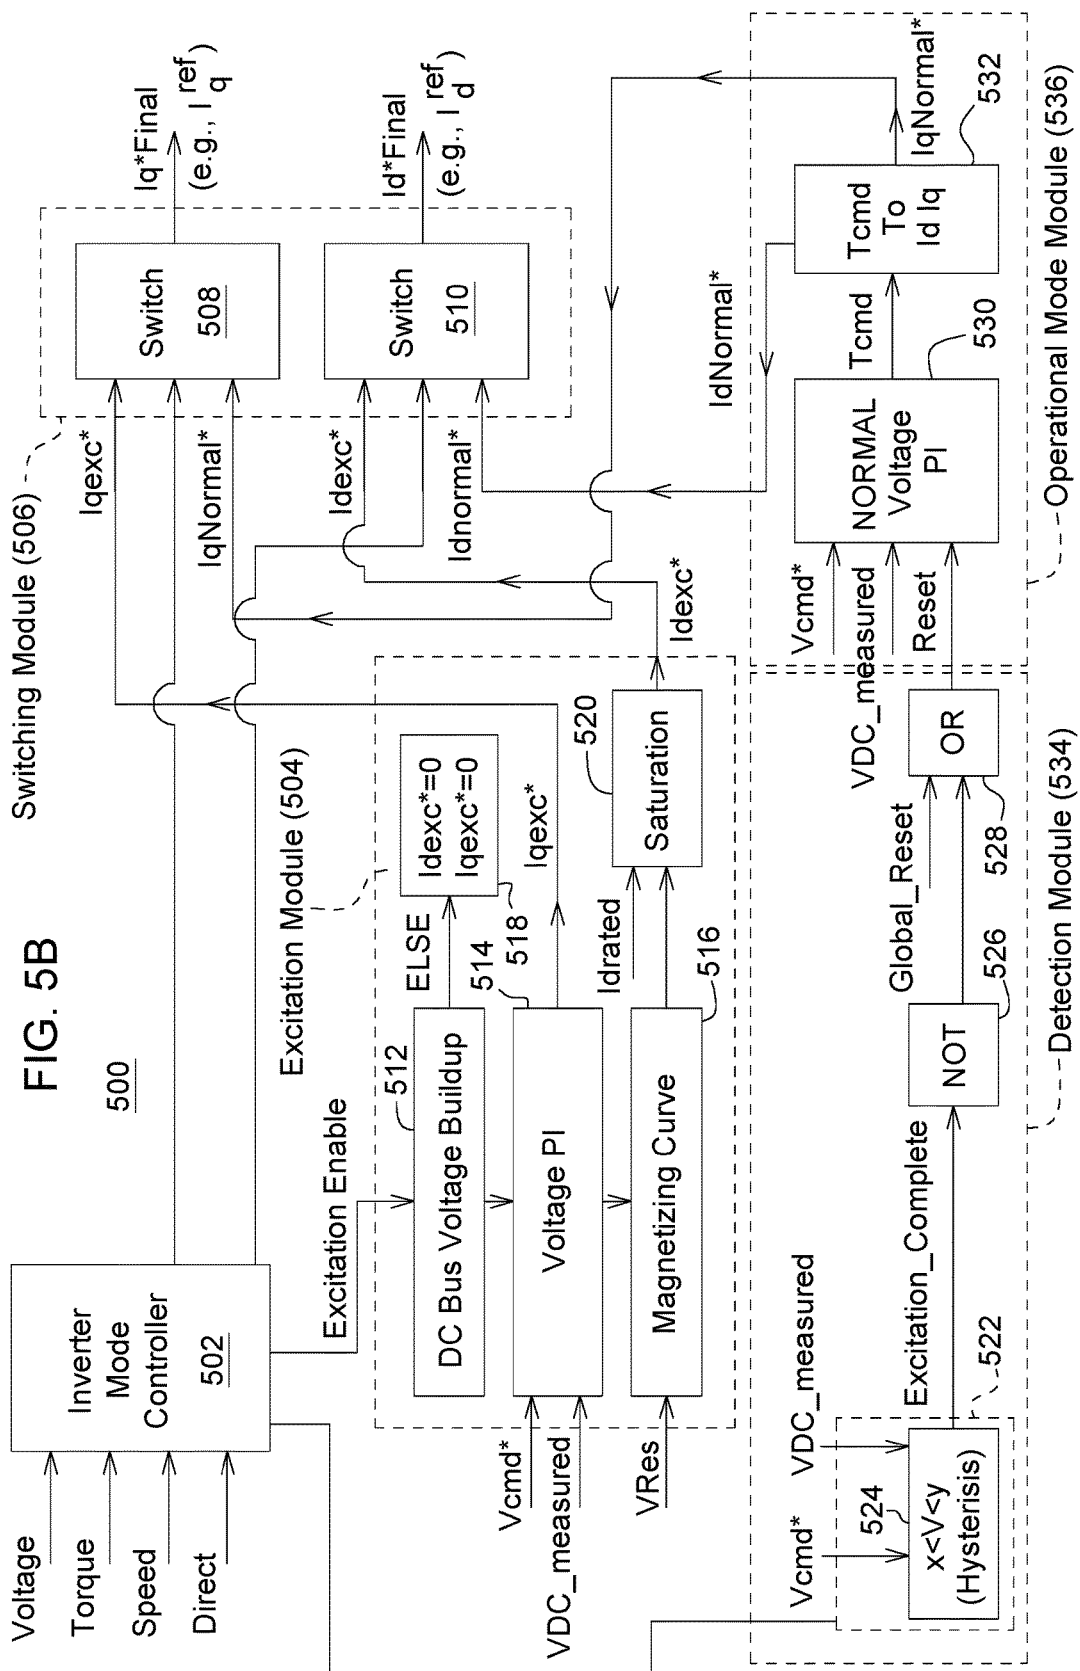 FIG. 5B
500
Voltage
Torque
Speed
Direct
Inverter
Mode
Controller
502
Switching Module (506)
Iqexc*
IqNormal*
Switch
508
Iq*Final
(e.g., I q ref)
Idexc*
Idnormal*
Switch
510
Id*Final
(e.g., I d ref)
Excitation Enable
Excitation Module (504)
DC Bus Voltage Buildup
512
ELSE
Idexc*=0
Iqexc*=0
518
Vcmd*
VDC_measured
Voltage PI
514
Iqexc*
VRes
Magnetizing Curve
516
Idrated
Saturation
520
Idexc*
Vcmd*
VDC_measured
524
x<V<y
(Hysterisis)
522
Excitation_Complete
NOT
526
Global_Reset
OR
528
Detection Module (534)
Vcmd*
VDC_measured
Reset
NORMAL
Voltage
PI
530
Tcmd
Tcmd
To
Id Iq
532
IdNormal*
IqNormal*
Operational Mode Module (536)